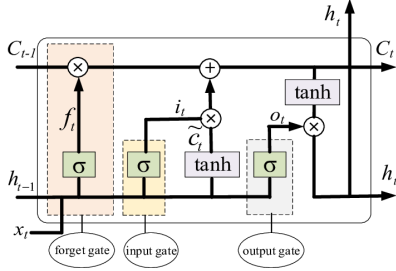 h_t
C_{t-1}
C_t
×
+
tanh
f_t
i_t
×
o_t
×
C̃_t
σ
σ
tanh
σ
h_{t-1}
h_t
x_t
forget gate
input gate
output gate